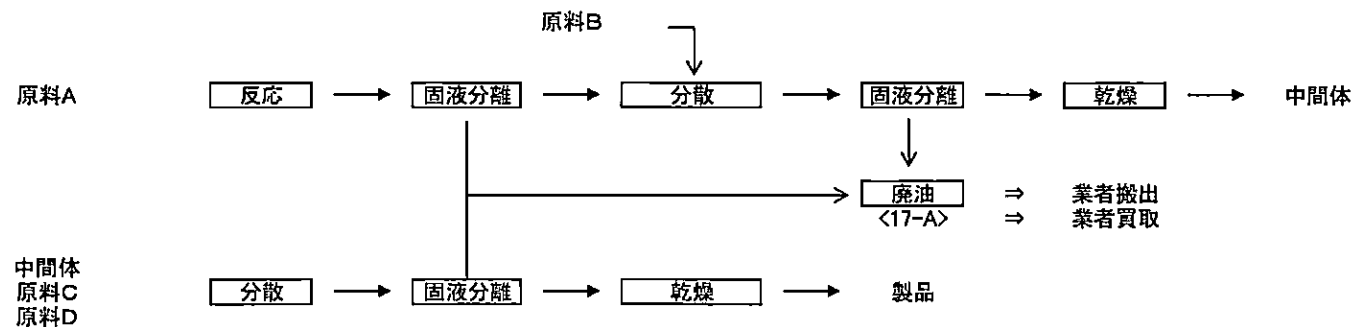 原料B
原料A 反応 固液分離 分散 固液分離 乾燥 中間体
廃油 ⇒ 業者搬出
<17-A> ⇒ 業者買取
中間体
原料C 分散 固液分離 乾燥 製品
原料D